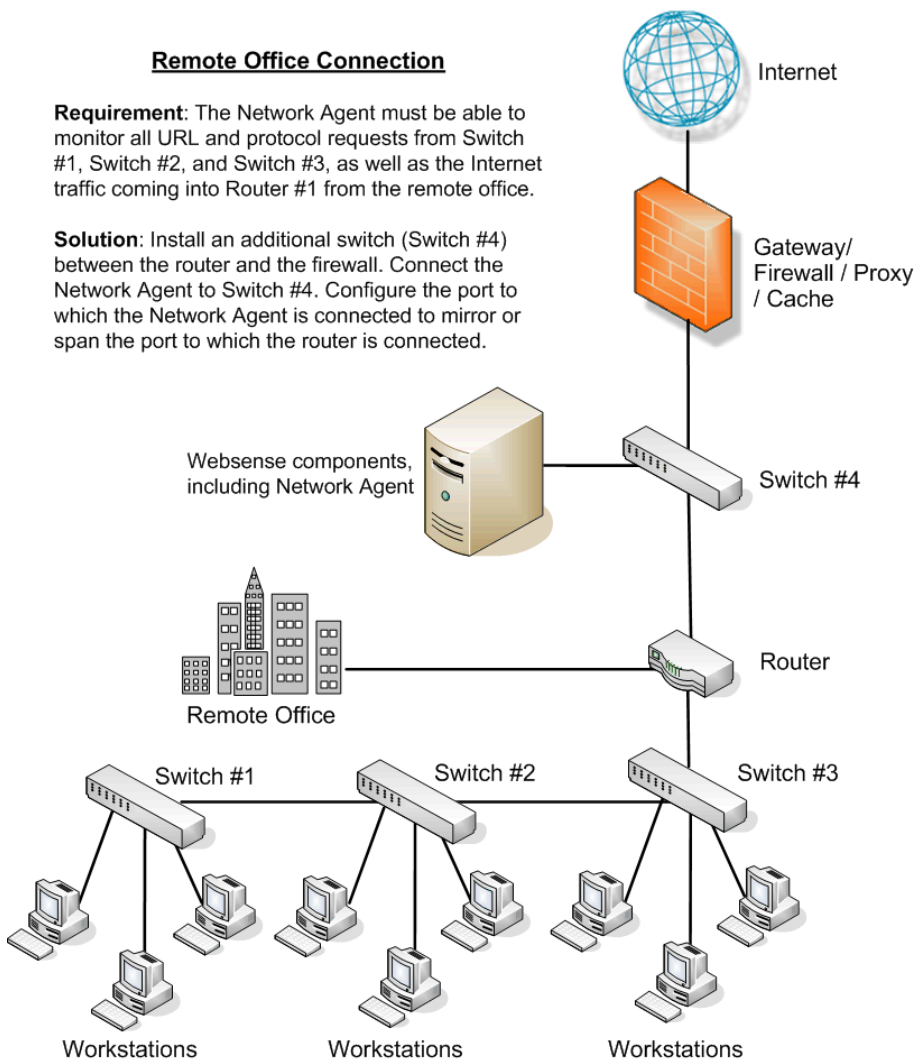 Remote Office Connection
Requirement: The Network Agent must be able to
monitor all URL and protocol requests from Switch
#1, Switch #2, and Switch #3, as well as the Internet
traffic coming into Router #1 from the remote office.
Solution: Install an additional switch (Switch #4)
between the router and the firewall. Connect the
Network Agent to Switch #4. Configure the port to
which the Network Agent is connected to mirror or
span the port to which the router is connected.
Internet
Gateway/
Firewall / Proxy
/ Cache
Websense components,
including Network Agent
Switch #4
Router
Remote Office
Switch #1
Switch #2
Switch #3
Workstations
Workstations
Workstations